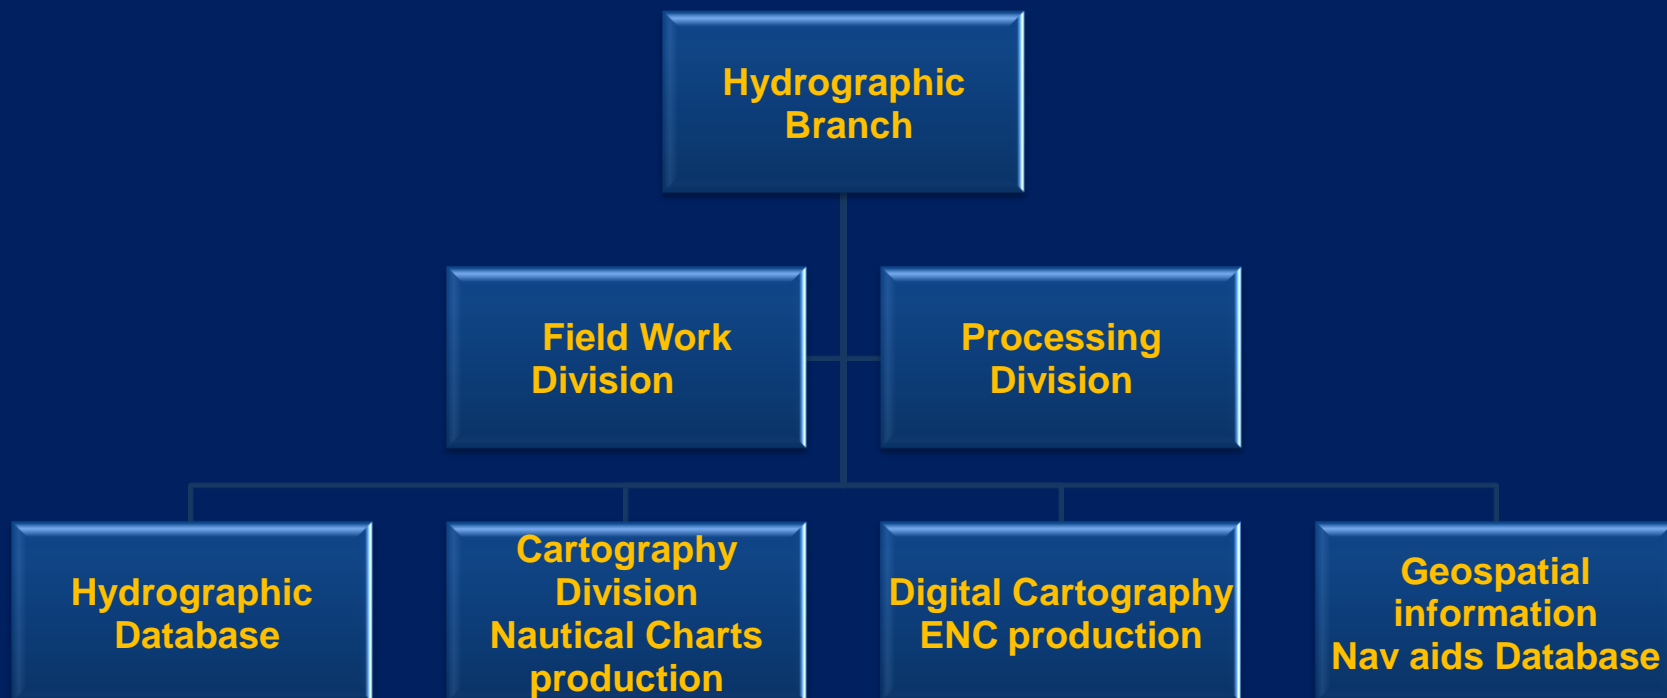 Hydrographic
Branch
Field Work
Division
Processing
Division
Hydrographic
Database
Cartography
Division
Nautical Charts
production
Digital Cartography
ENC production
Geospatial
information
Nav aids Database